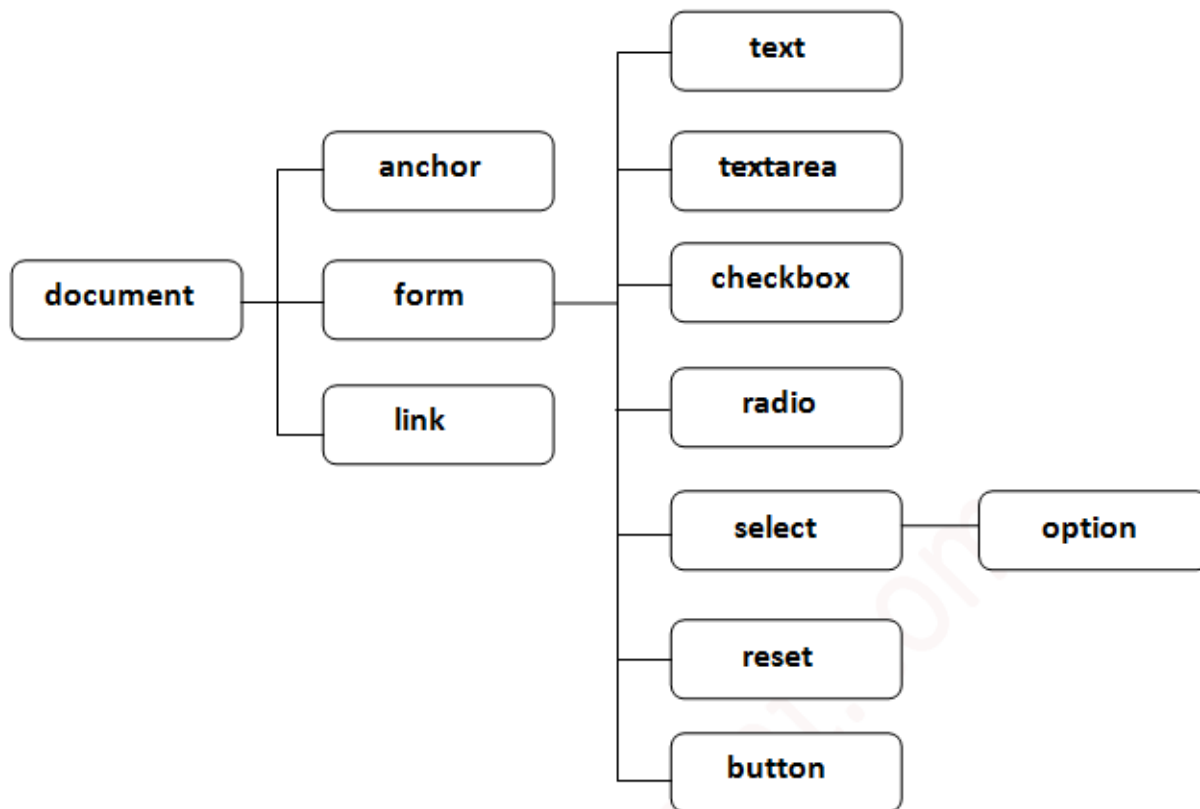 text
anchor
textarea
document
form
checkbox
link
radio
select
option
reset
button